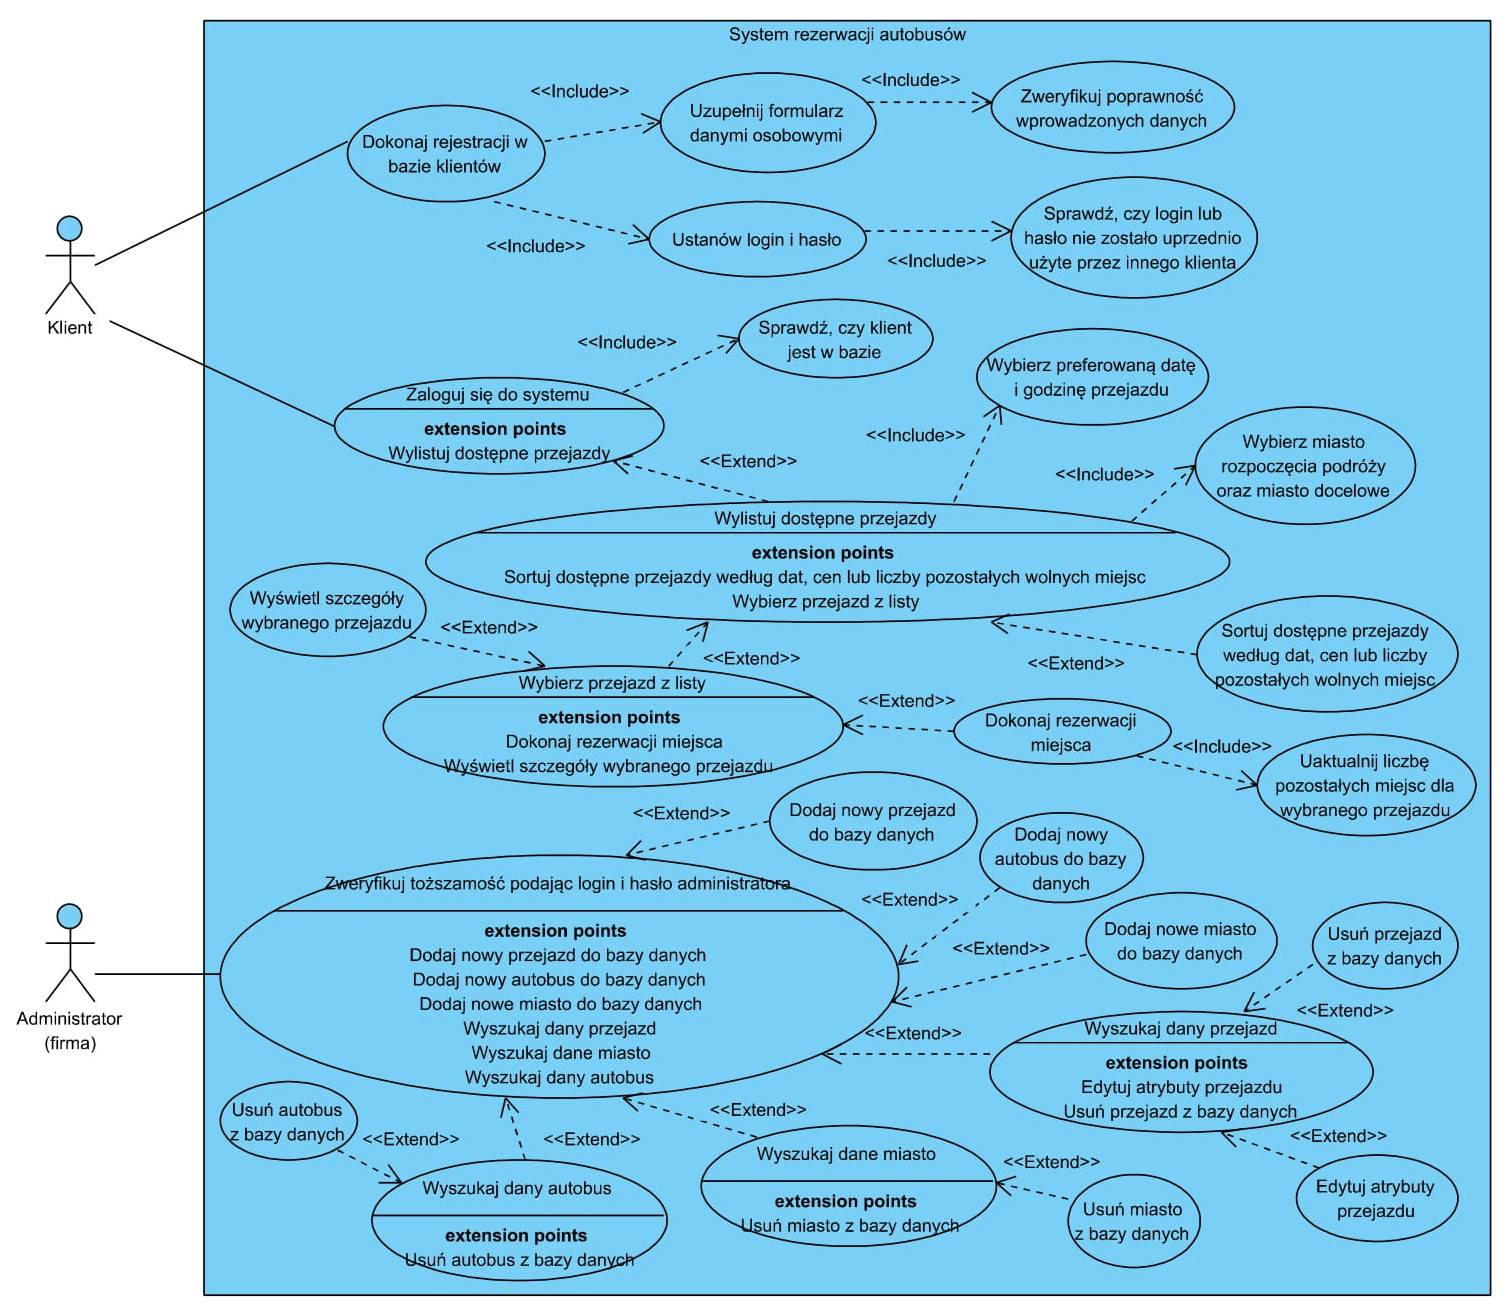 System rezerwacji autobusów
<<Include>>
<<Include>>
Dokonaj rejestracji w
bazie klientów
Uzupełnij formularz
danymi osobowymi
Zweryfikuj poprawność
wprowadzonych danych
<<Include>>
<<Include>>
Ustanów login i hasło
Sprawdź, czy login lub
hasło nie zostało uprzednio
użyte przez innego klienta
Klient
<<Include>>
Sprawdź, czy klient
jest w bazie
Zaloguj się do systemu
extension points
Wylistuj dostępne przejazdy
<<Extend>>
<<Include>>
Wybierz preferowaną datę
i godzinę przejazdu
<<Include>>
Wybierz miasto
rozpoczęcia podróży
oraz miasto docelowe
Wylistuj dostępne przejazdy
extension points
Sortuj dostępne przejazdy według dat, cen lub liczby pozostałych wolnych miejsc
Wybierz przejazd z listy
Wyświetl szczegóły
wybranego przejazdu
<<Extend>>
<<Extend>>
<<Extend>>
Sortuj dostępne przejazdy
według dat, cen lub liczby
pozostałych wolnych miejsc
Wybierz przejazd z listy
extension points
Dokonaj rezerwacji miejsca
Wyświetl szczegóły wybranego przejazdu
<<Extend>>
Dokonaj rezerwacji
miejsca
<<Include>>
Uaktualnij liczbę
pozostałych miejsc dla
wybranego przejazdu
<<Extend>>
Dodaj nowy przejazd
do bazy danych
Dodaj nowy
autobus do bazy
danych
Zweryfikuj toższamość podając login i hasło administratora
extension points
Dodaj nowy przejazd do bazy danych
Dodaj nowy autobus do bazy danych
Dodaj nowe miasto do bazy danych
Wyszukaj dany przejazd
Wyszukaj dane miasto
Wyszukaj dany autobus
<<Extend>>
<<Extend>>
Dodaj nowe miasto
do bazy danych
Usuń przejazd
z bazy danych
Administrator
(firma)
<<Extend>>
<<Extend>>
Wyszukaj dany przejazd
extension points
Edytuj atrybuty przejazdu
Usuń przejazd z bazy danych
Usuń autobus
z bazy danych
<<Extend>>
<<Extend>>
<<Extend>>
<<Extend>>
Wyszukaj dany autobus
extension points
Usuń autobus z bazy danych
Wyszukaj dane miasto
extension points
Usuń miasto z bazy danych
<<Extend>>
Usuń miasto
z bazy danych
Edytuj atrybuty
przejazdu